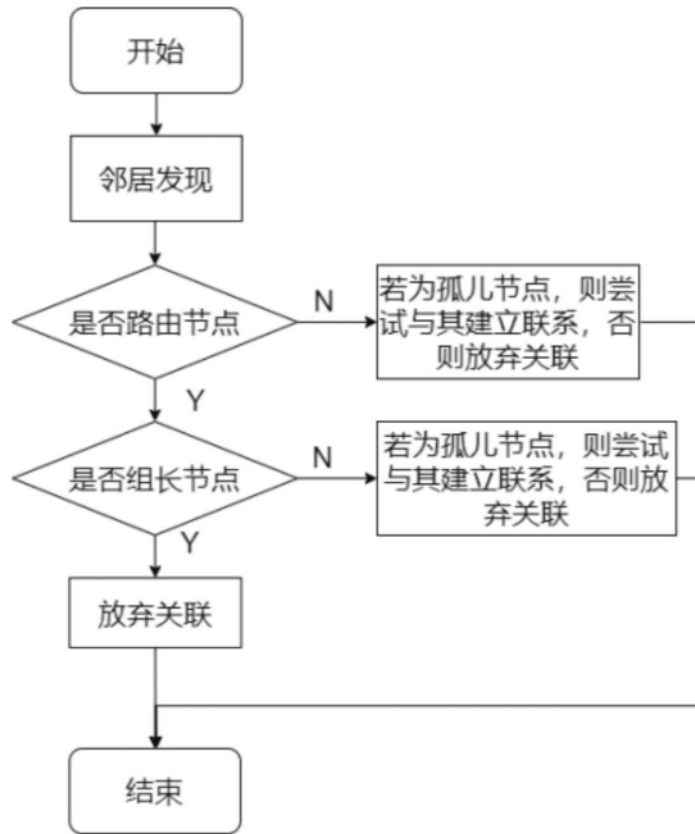 开始
邻居发现
是否路由节点
N
若为孤儿节点，则尝
试与其建立联系，否
则放弃关联
Y
是否组长节点
N
若为孤儿节点，则尝试
与其建立联系，否则放
弃关联
Y
放弃关联
结束